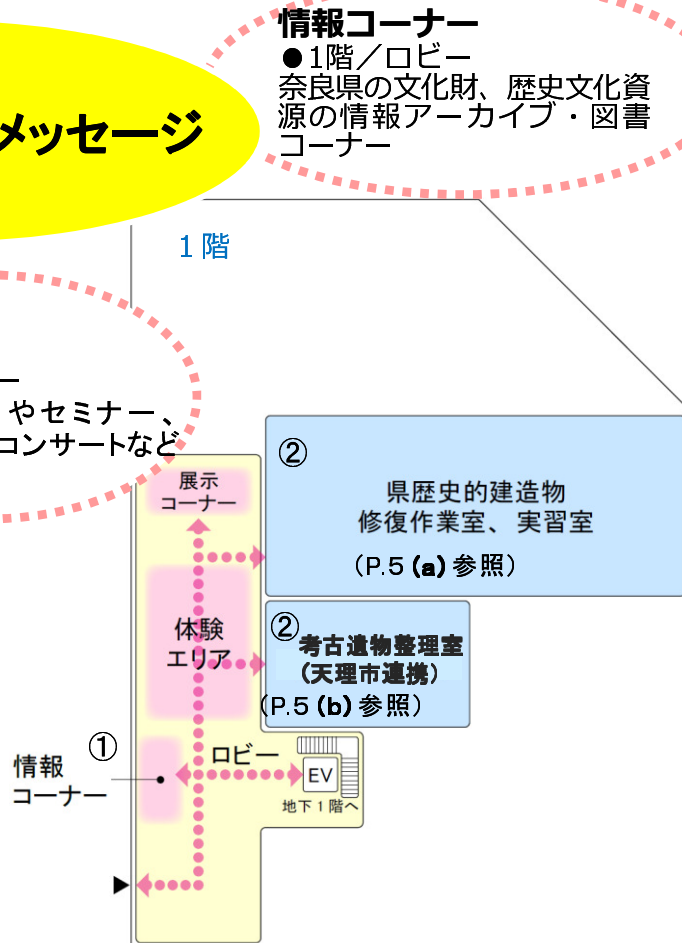 情報コーナー
●1階／ロビー
奈良県の文化財、歴史文化資
源の情報アーカイブ・図書
コーナー
メッセージ
1階
ー
やセミナー、
コンサートなど
②
県歴史的建造物
修復作業室、実習室
（P.5 (a) 参照）
展示
コーナー
体験
エリア
②
考古遺物整理室
（天理市連携）
（P.5 (b) 参照）
①
情報
コーナー
ロビー
EV
地下1階へ